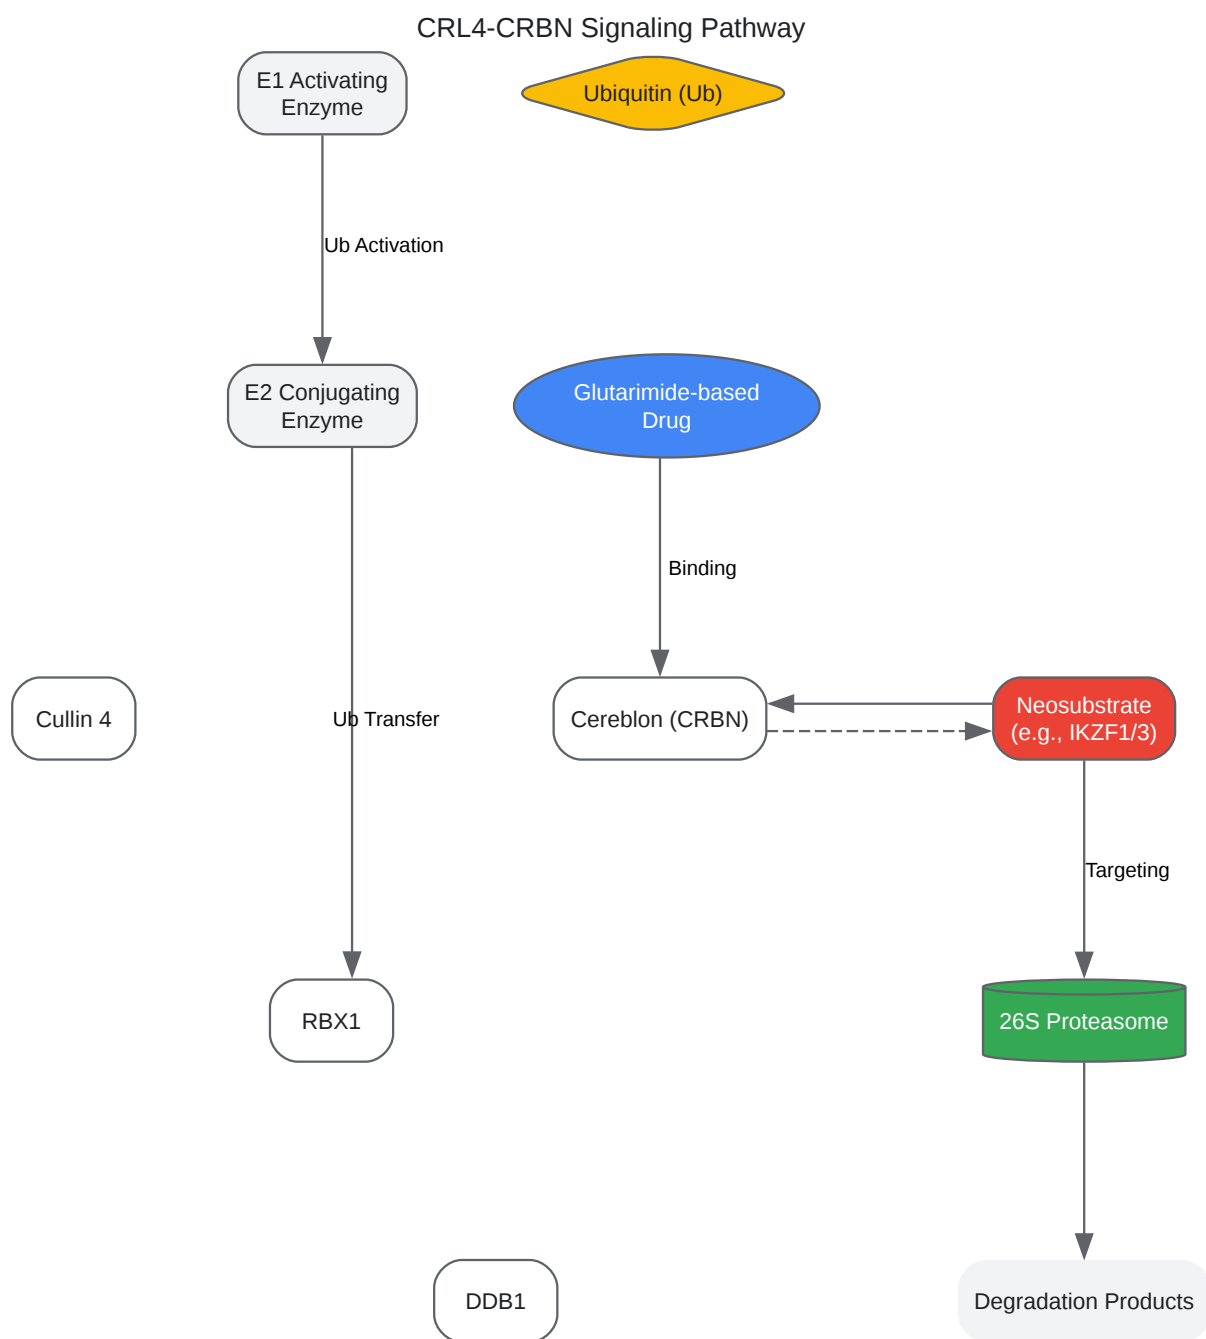 CRL4-CRBN Signaling Pathway
E1 Activating
Enzyme
Ubiquitin (Ub)
Ub Activation
E2 Conjugating
Enzyme
Glutarimide-based
Drug
Binding
Cullin 4
Ub Transfer
Cereblon (CRBN)
Neosubstrate
(e.g., IKZF1/3)
Targeting
RBX1
26S Proteasome
DDB1
Degradation Products